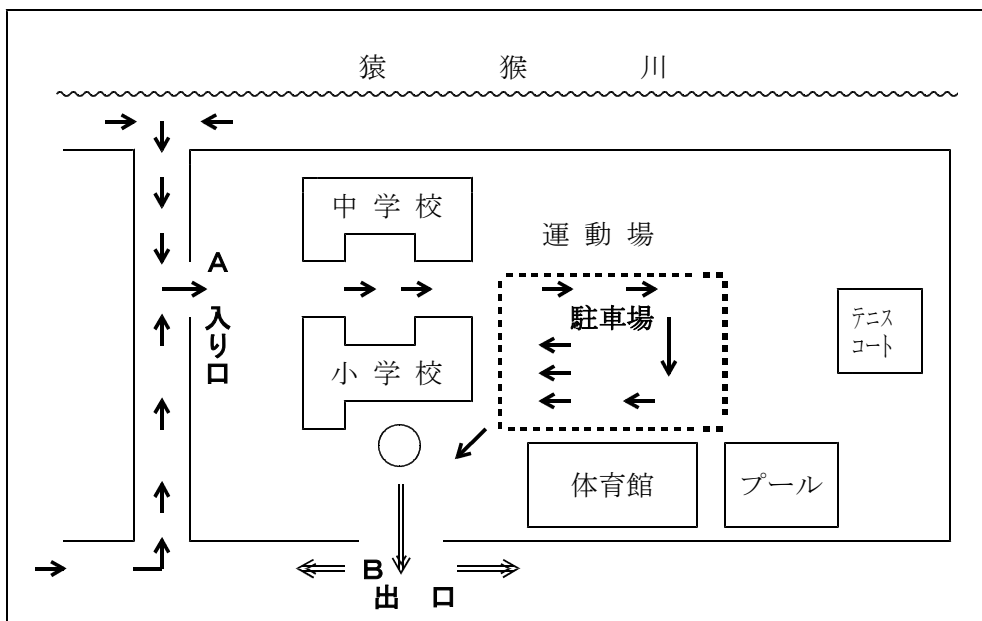 猿 猴 川
中 学 校
運 動 場
A
入り口
駐車場
テニス
コート
小 学 校
体育館
プール
B
出 口